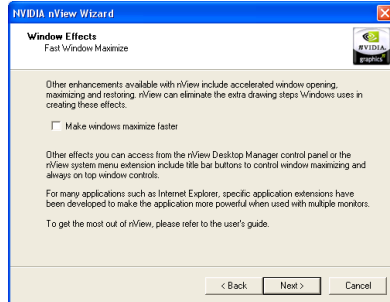 NVIDIA nView Wizard
Window Effects
Fast Window Maximize
NVIDIA.
graphics
Other enhancements available with nView include accelerated window opening,
maximizing and restoring. nView can eliminate the extra drawing steps Windows uses in
creating these effects.
Make windows maximize faster
Other effects you can access from the nView Desktop Manager control panel or the
nView system menu extension include title bar buttons to control window maximizing and
always on top window controls.
For many applications such as Internet Explorer, specific application extensions have
been developed to make the application more powerful when used with multiple monitors.
To get the most out of nView, please refer to the user's guide.
< Back
Next >
Cancel